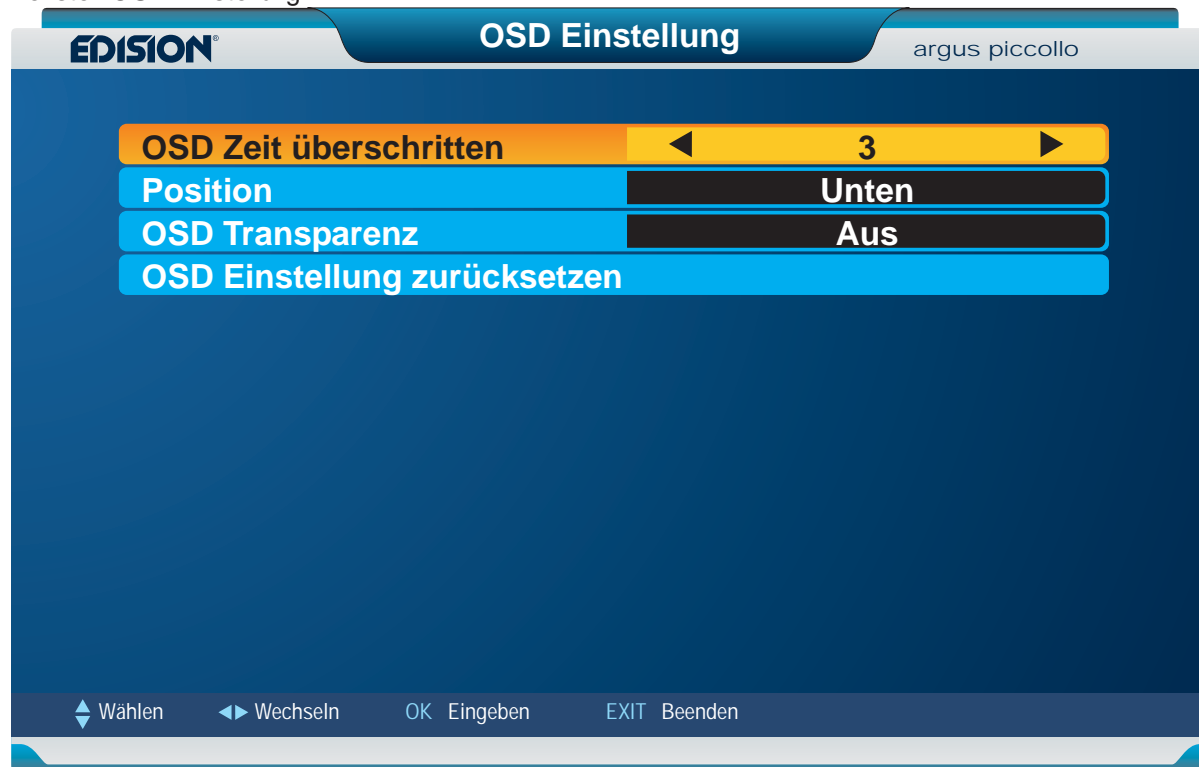 OSD Einstellung
EDISION®
argus piccollo
OSD Zeit überschritten 3
Position Unten
OSD Transparenz Aus
OSD Einstellung zurücksetzen
Wählen Wechseln OK Eingeben EXIT Beenden